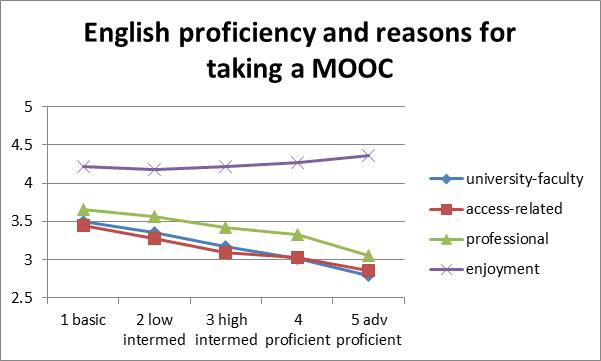 English proficiency and reasons for
taking a MOOC
5
4.5
4
3.5
3
2.5
1 basic
2 low
intermed
3 high
intermed
4
proficient
5 adv
proficient
university-faculty
access-related
professional
enjoyment